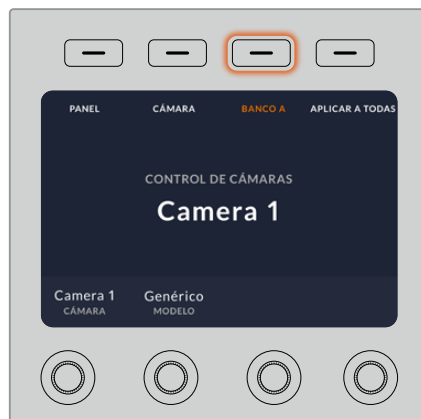 PANEL CÁMARA BANCO A APLICAR A TODAS
CONTROL DE CÁMARAS
Camera 1
Camera 1 Genérico
CÁMARA MODELO